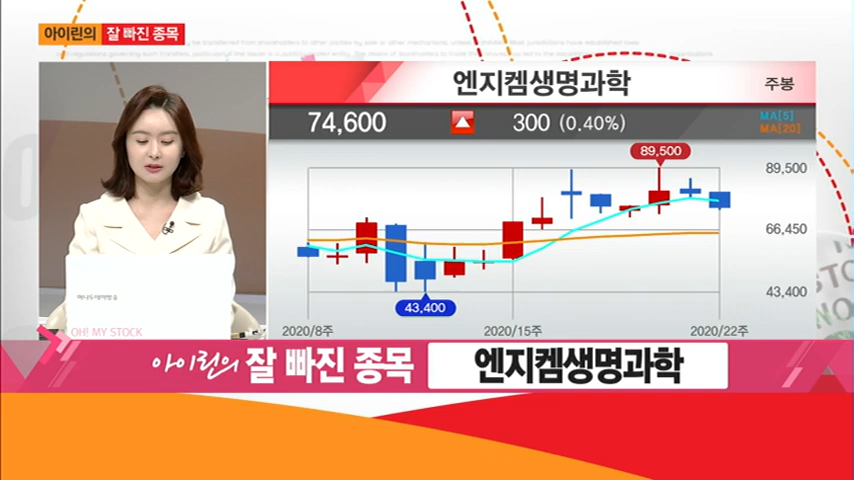 아이린의 잘 빠진 종목
엔지켐생명과학
주봉
74,600 300 (0.40%)
MA[5]
MA[20]
89,500
89,500
66,450
43,400
43,400
2020/8주 2020/15주 2020/22주
OH! MY STOCK
아이린의 잘 빠진 종목 엔지켐생명과학